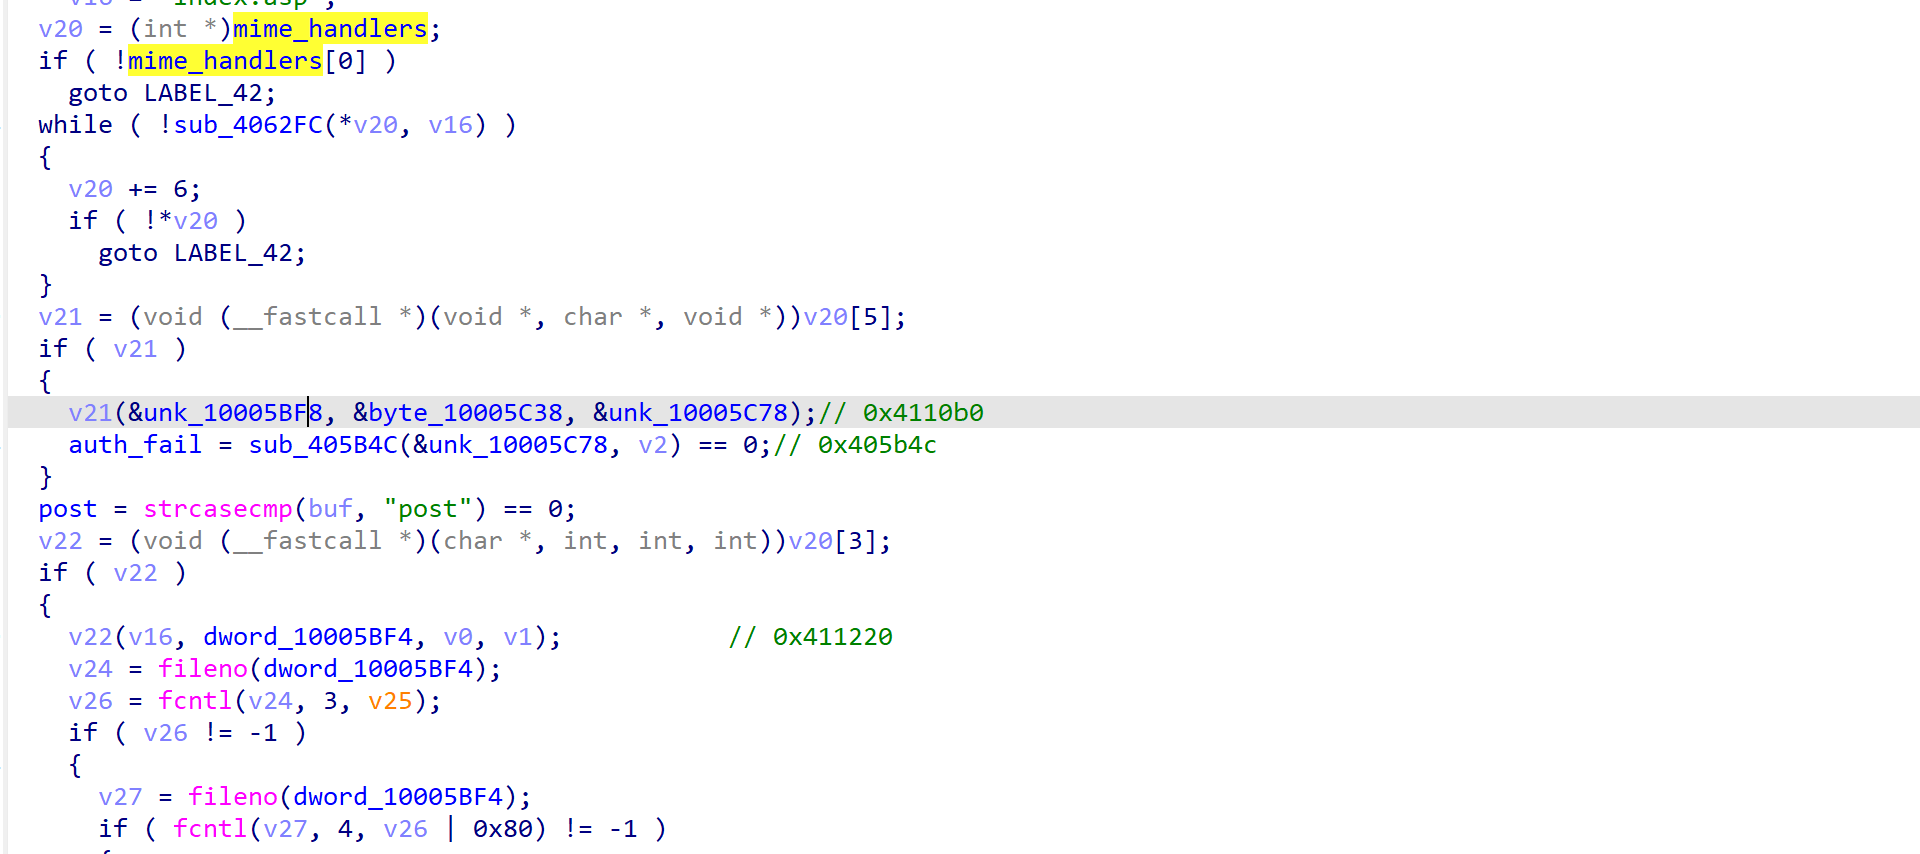 v20 = (int *)mime_handlers;
if ( !mime_handlers[0] )
  goto LABEL_42;
while ( !sub_4062FC(*v20, v16) )
{
  v20 += 6;
  if ( !*v20 )
    goto LABEL_42;
}
v21 = (void (__fastcall *)(void *, char *, void *))v20[5];
if ( v21 )
{
  v21(&unk_10005BF8, &byte_10005C38, &unk_10005C78);// 0x4110b0
  auth_fail = sub_405B4C(&unk_10005C78, v2) == 0;// 0x405b4c
}
post = strcasecmp(buf, "post") == 0;
v22 = (void (__fastcall *)(char *, int, int, int))v20[3];
if ( v22 )
{
  v22(v16, dword_10005BF4, v0, v1);           // 0x411220
  v24 = fileno(dword_10005BF4);
  v26 = fcntl(v24, 3, v25);
  if ( v26 != -1 )
  {
    v27 = fileno(dword_10005BF4);
    if ( fcntl(v27, 4, v26 | 0x80) != -1 )